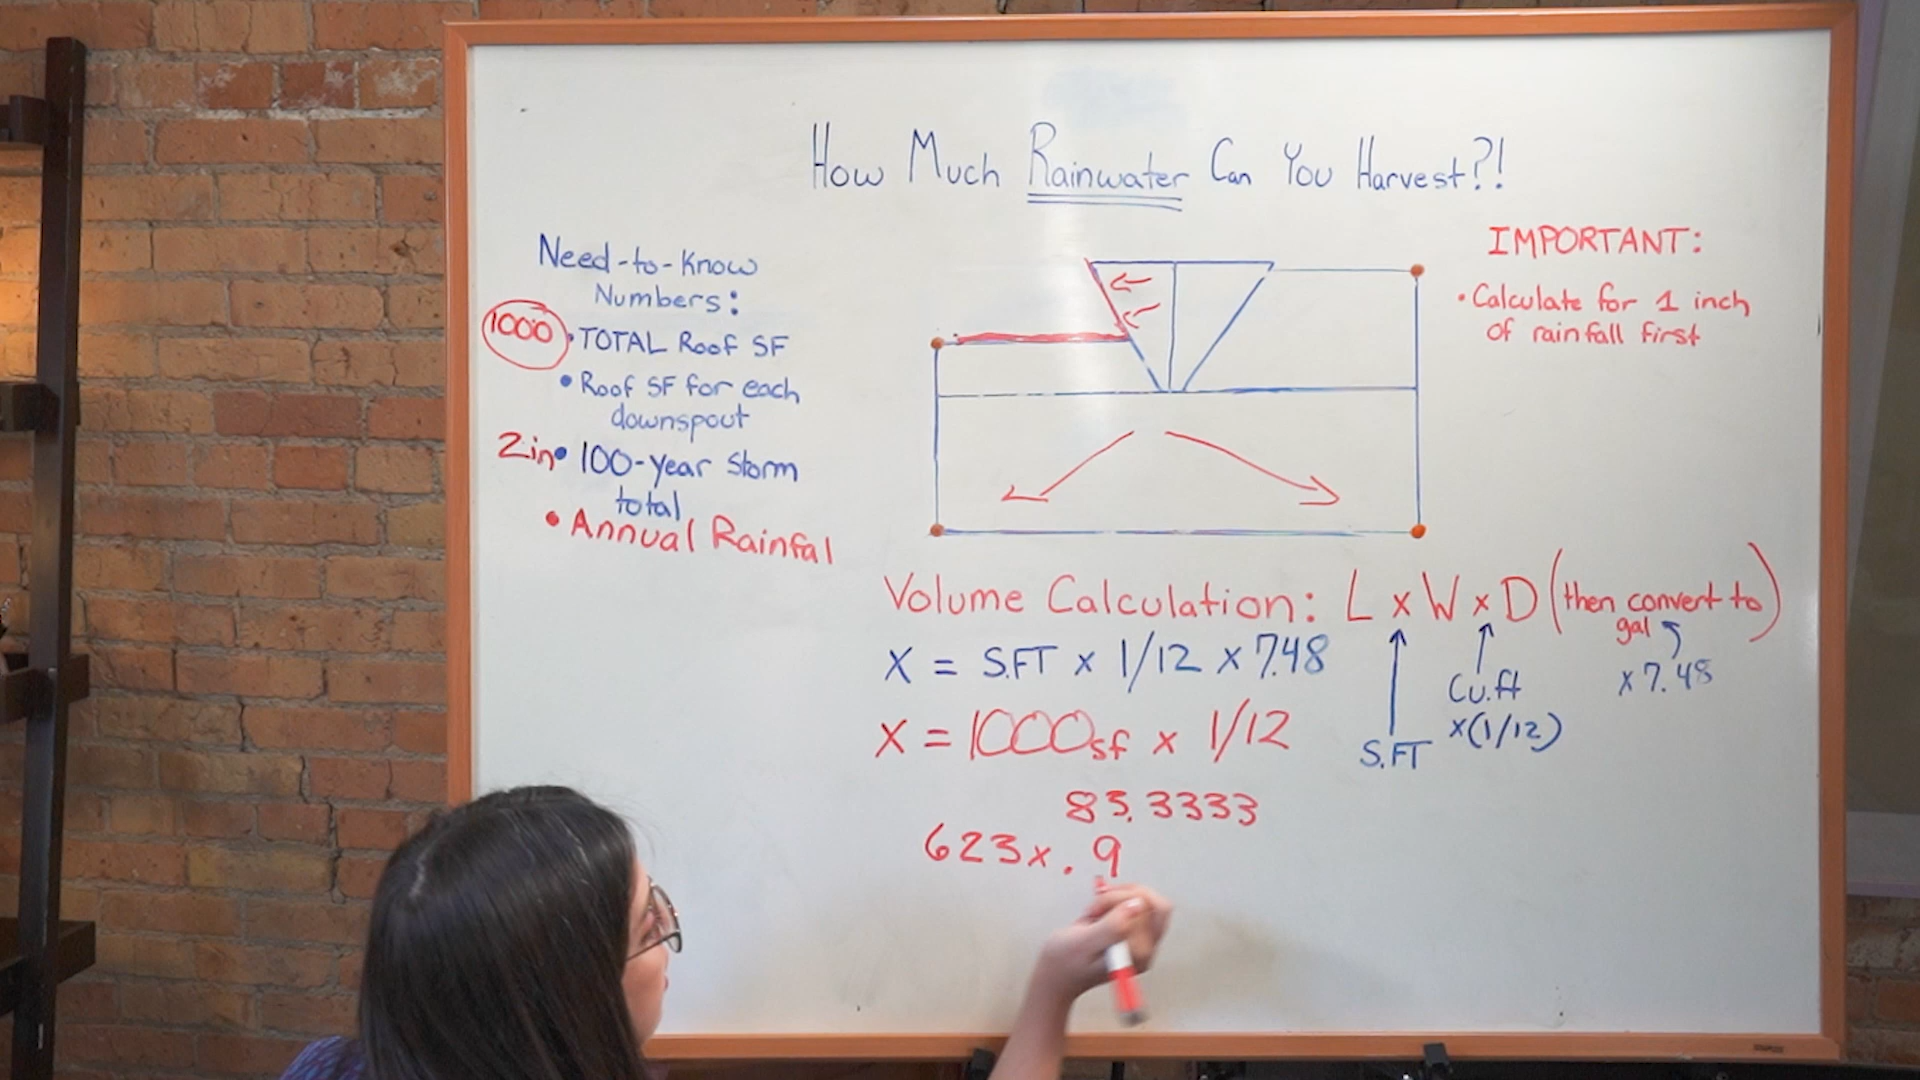 How Much Rainwater Can You Harvest?!
Need-to-Know
Numbers:
1000 • TOTAL Roof SF
• Roof SF for each
downspout
2in • 100-year Storm
total
• Annual Rainfal
IMPORTANT:
• Calculate for 1 inch
of rainfall first
Volume Calculation: L x W x D (then convert to
gal)
X = S.FT x 1/12 x 7.48
S.FT
Cu.ft
x(1/12)
x 7.48
X = 1000sf x 1/12
83.3333
623x.9